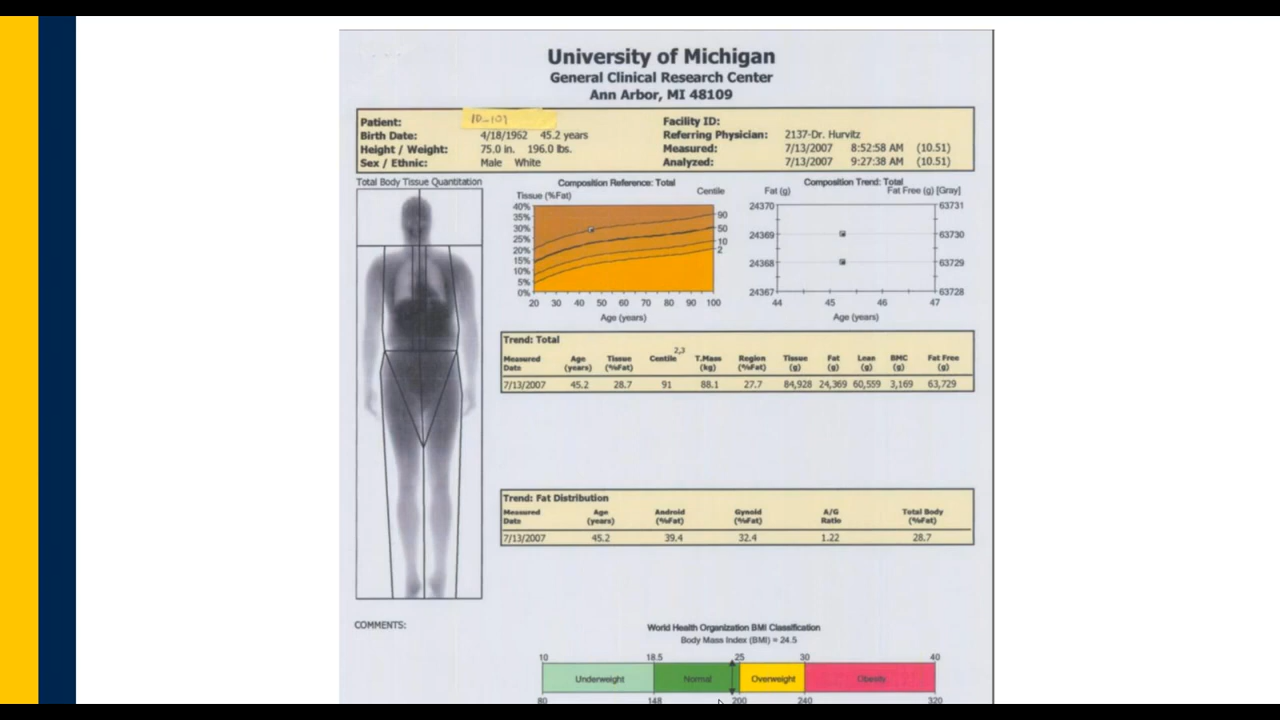 University of Michigan
General Clinical Research Center
Ann Arbor, MI 48109
Patient: ID-101
Birth Date: 4/18/1962 45.2 years
Height / Weight: 75.0 in. 196.0 lbs.
Sex / Ethnic: Male White
Facility ID:
Referring Physician: 2137-Dr. Hurvitz
Measured: 7/13/2007 8:52:58 AM (10.51)
Analyzed: 7/13/2007 9:27:38 AM (10.51)
Total Body Tissue Quantitation
Composition Reference: Total
Tissue (%Fat) Centile
40%
35%
30%
25%
20%
15%
10%
5%
0%
90
50
10
2
20 30 40 50 60 70 80 90 100
Age (years)
Composition Trend: Total
Fat (g) Fat Free (g) [Gray]
24370 63731
24369 63730
24368 63729
24367 63728
44 45 46 47
Age (years)
Trend: Total
2,3
Measured Date Age (years) Tissue (%Fat) Centile T.Mass (kg) Region (%Fat) Tissue (g) Fat (g) Lean (g) BMC (g) Fat Free (g)
7/13/2007 45.2 28.7 91 88.1 27.7 84,928 24,369 60,559 3,169 63,729
Trend: Fat Distribution
Measured Date Age (years) Android (%Fat) Gynoid (%Fat) A/G Ratio Total Body (%Fat)
7/13/2007 45.2 39.4 32.4 1.22 28.7
COMMENTS:
World Health Organization BMI Classification
Body Mass Index (BMI) = 24.5
10 18.5 25 30 40
Underweight Normal Overweight Obesity
80 148 200 240 320